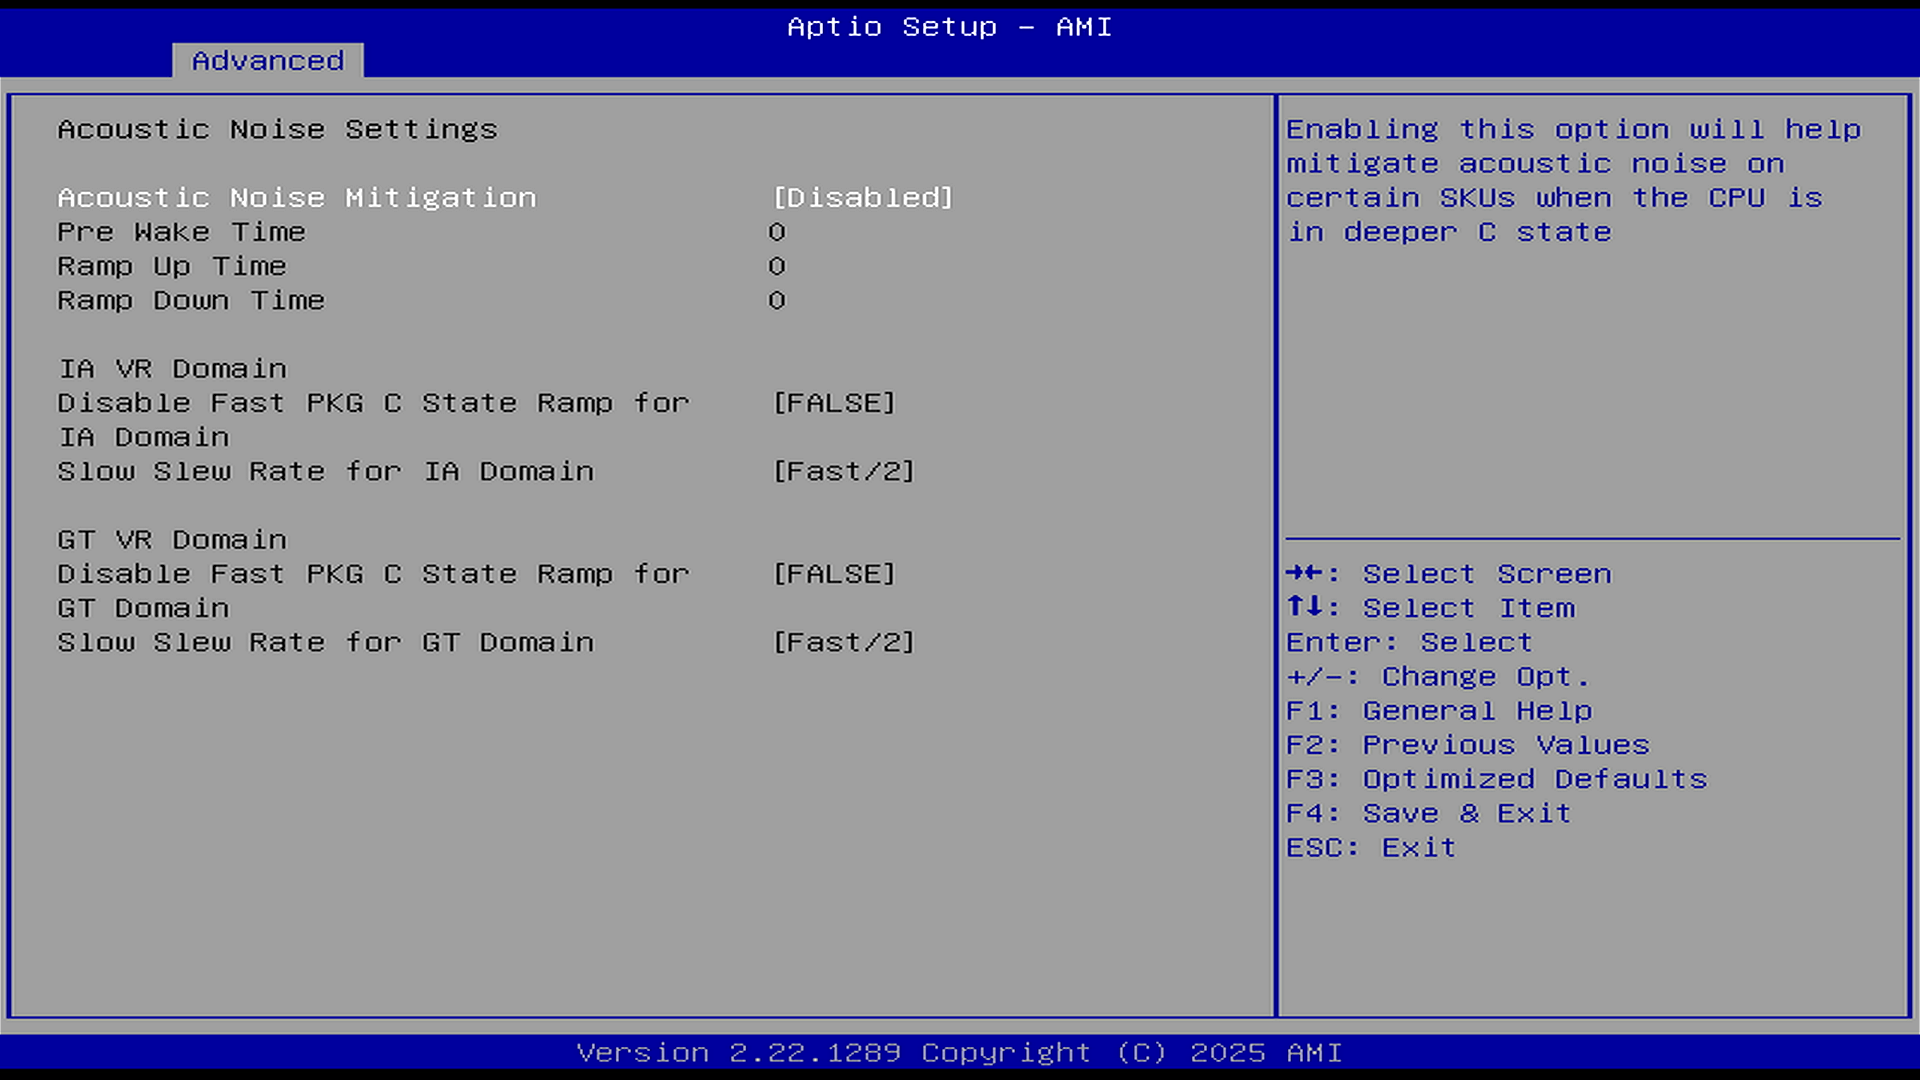 Aptio Setup – AMI
Advanced
Acoustic Noise Settings
Acoustic Noise Mitigation [Disabled]
Pre Wake Time 0
Ramp Up Time 0
Ramp Down Time 0
IA VR Domain
Disable Fast PKG C State Ramp for [FALSE]
IA Domain
Slow Slew Rate for IA Domain [Fast/2]
GT VR Domain
Disable Fast PKG C State Ramp for [FALSE]
GT Domain
Slow Slew Rate for GT Domain [Fast/2]
Enabling this option will help
mitigate acoustic noise on
certain SKUs when the CPU is
in deeper C state
→←: Select Screen
↑↓: Select Item
Enter: Select
+/-: Change Opt.
F1: General Help
F2: Previous Values
F3: Optimized Defaults
F4: Save & Exit
ESC: Exit
Version 2.22.1289 Copyright (C) 2025 AMI